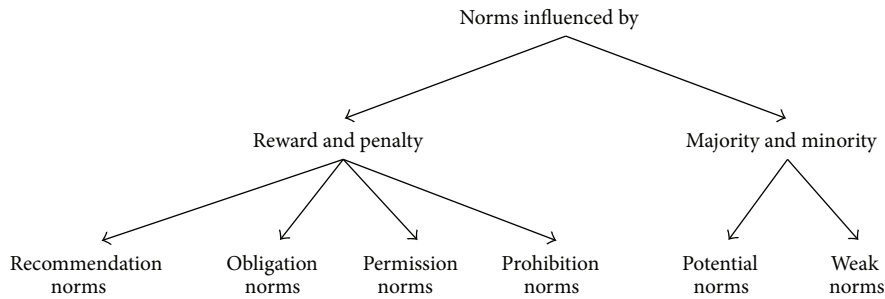 Norms influenced by
Reward and penalty
Majority and minority
Recommendation
norms
Obligation
norms
Permission
norms
Prohibition
norms
Potential
norms
Weak
norms